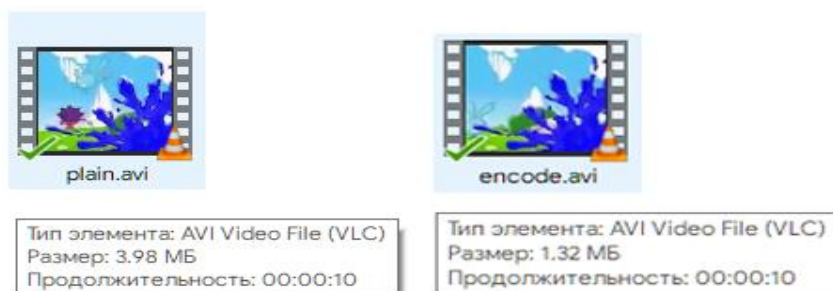 plain.avi
Тип элемента: AVI Video File (VLC)
Размер: 3.98 МБ
Продолжительность: 00:00:10
encode.avi
Тип элемента: AVI Video File (VLC)
Размер: 1.32 МБ
Продолжительность: 00:00:10